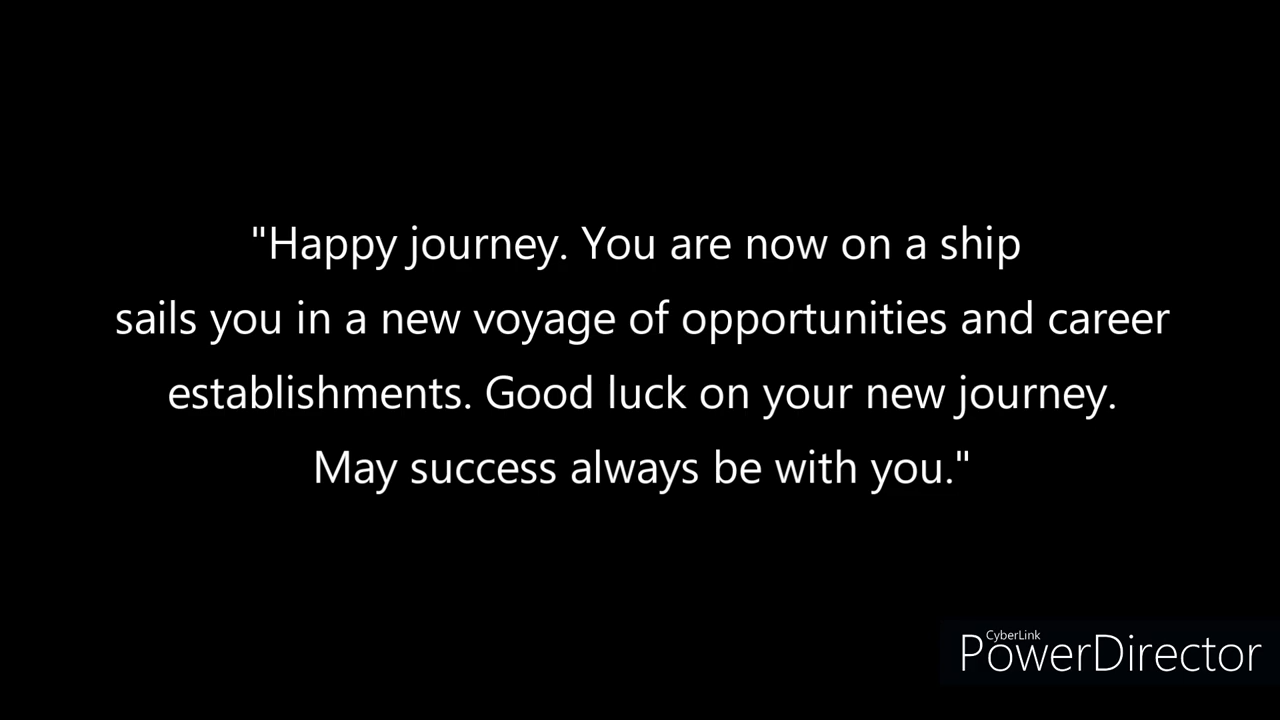 "Happy journey. You are now on a ship
sails you in a new voyage of opportunities and career
establishments. Good luck on your new journey.
May success always be with you."
CyberLink
PowerDirector